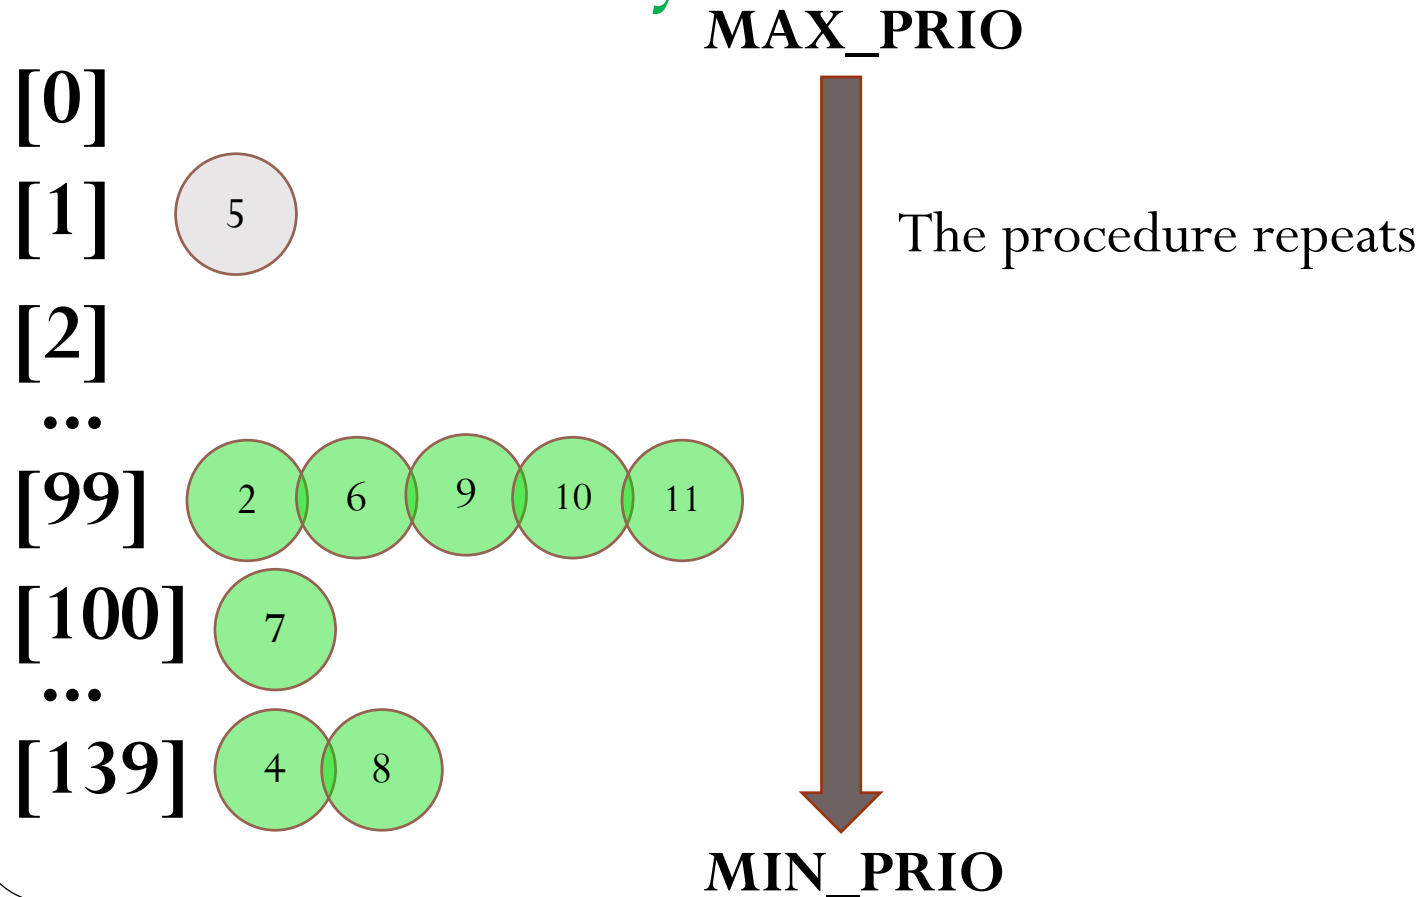 MAX_PRIO
[0]
[1] 5
The procedure repeats
[2]
...
[99] 2 6 9 10 11
[100] 7
...
[139] 4 8
MIN_PRIO